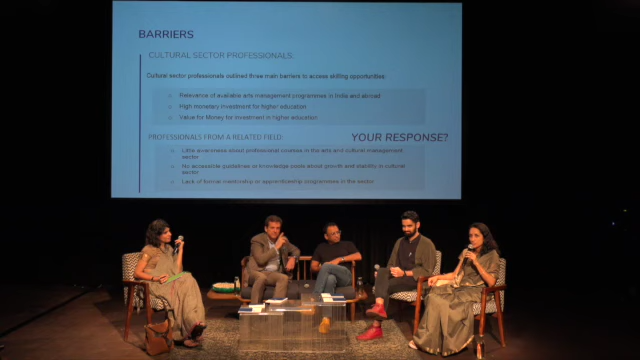 BARRIERS
CULTURAL SECTOR PROFESSIONALS:
Cultural sector professionals outlined three main barriers to access skilling opportunities:
o Relevance of available arts management programmes in India and abroad
o High monetary investment for higher education
o Value for Money for investment in higher education
PROFESSIONALS FROM A RELATED FIELD:
YOUR RESPONSE?
o Little awareness about professional courses in the arts and cultural management
sector
o No accessible guidelines or knowledge posts about growth and stability in cultural
sector
o Lack of formal mentorship or apprenticeship programmes in the sector